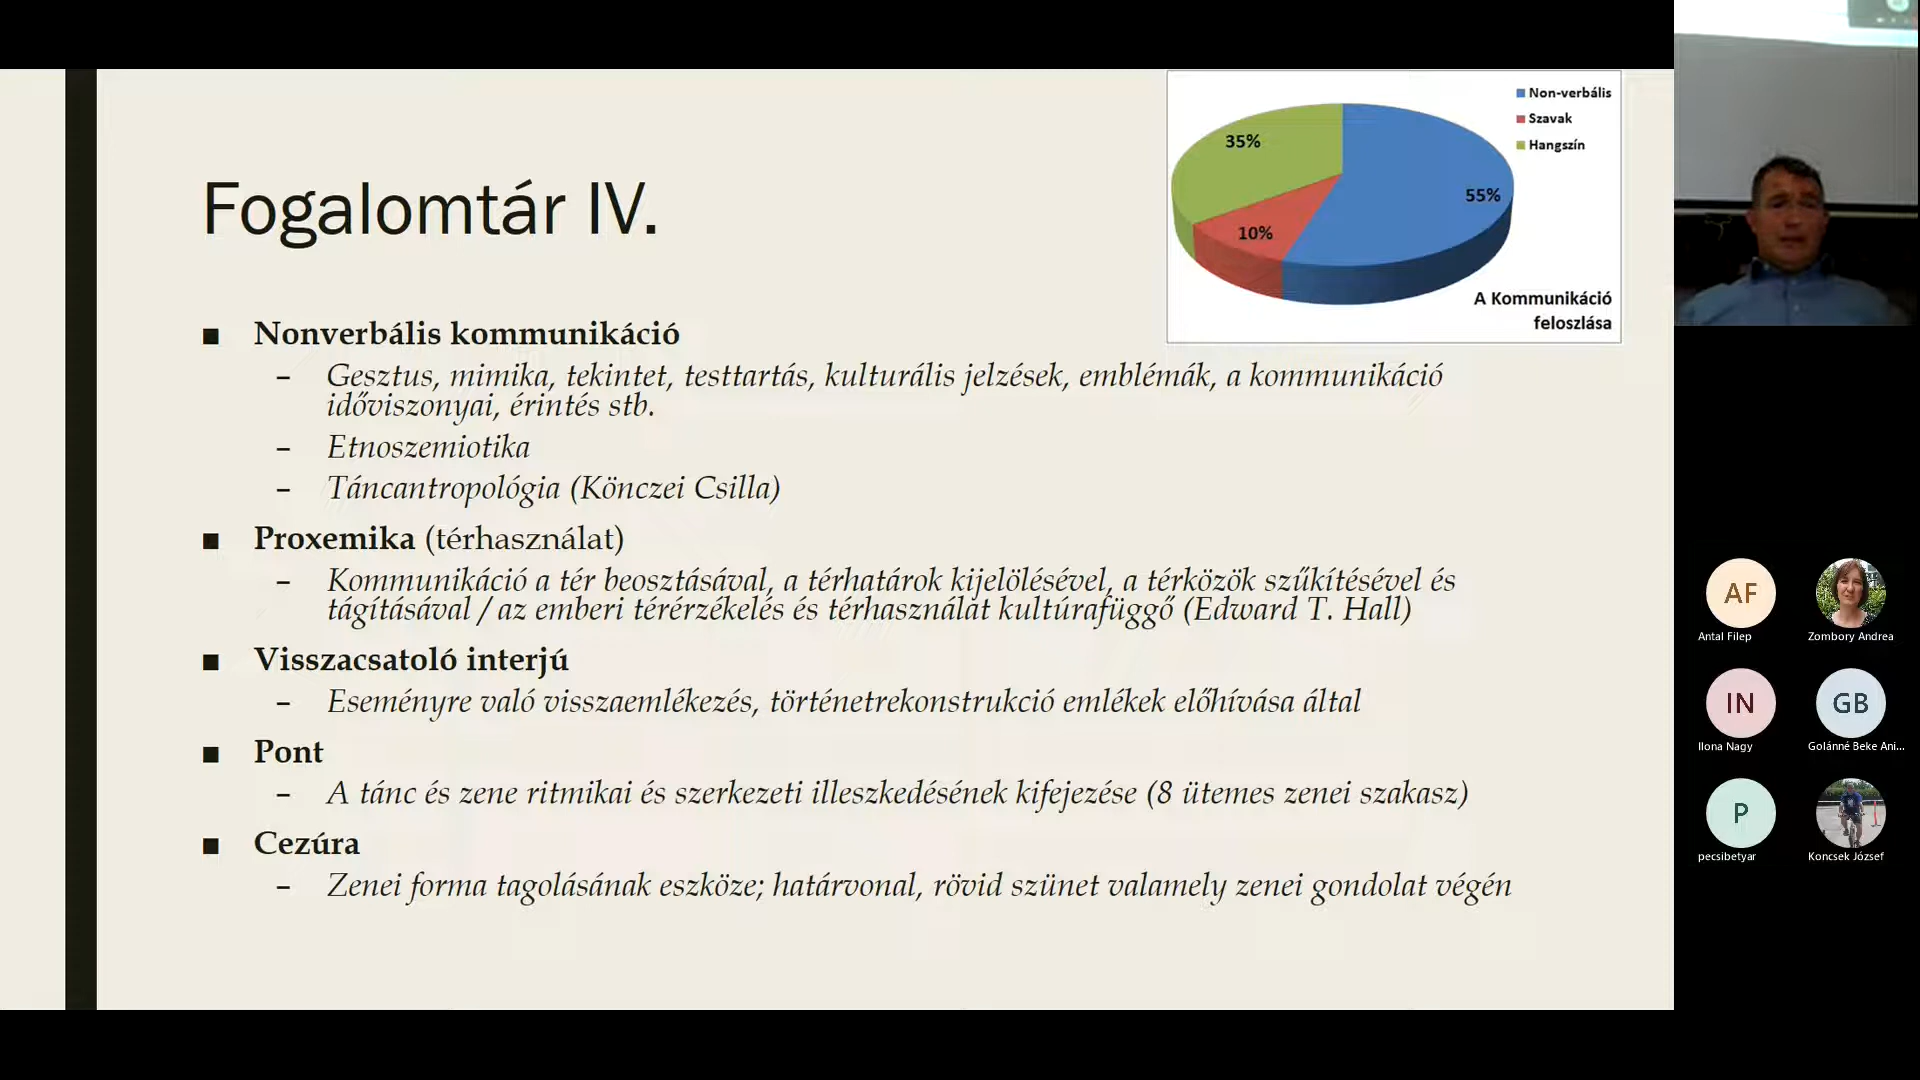 Fogalomtár IV.
Non-verbális
Szavak
Hangszín
35%
55%
10%
A Kommunikáció
feloszlása
■ Nonverbális kommunikáció
– Gesztus, mimika, tekintet, testtartás, kulturális jelzések, emblémák, a kommunikáció
időviszonyai, érintés stb.
– Etnoszemiotika
– Táncantropológia (Könczei Csilla)
■ Proxemika (térhasználat)
– Kommunikáció a tér beosztásával, a térhatárok kijelölésével, a térközök szűkítésével és
tágításával / az emberi térérzékelés és térhasználat kultúrafüggő (Edward T. Hall)
■ Visszacsatoló interjú
– Eseményre való visszaemlékezés, történetrekonstrukció emlékek előhívása által
■ Pont
– A tánc és zene ritmikai és szerkezeti illeszkedésének kifejezése (8 ütemes zenei szakasz)
■ Cezúra
– Zenei forma tagolásának eszköze; határvonal, rövid szünet valamely zenei gondolat végén
AF
Antal Filep
Zombory Andrea
IN
Ilona Nagy
GB
Golánné Beke Ani...
P
pecsibetyar
Koncsek József